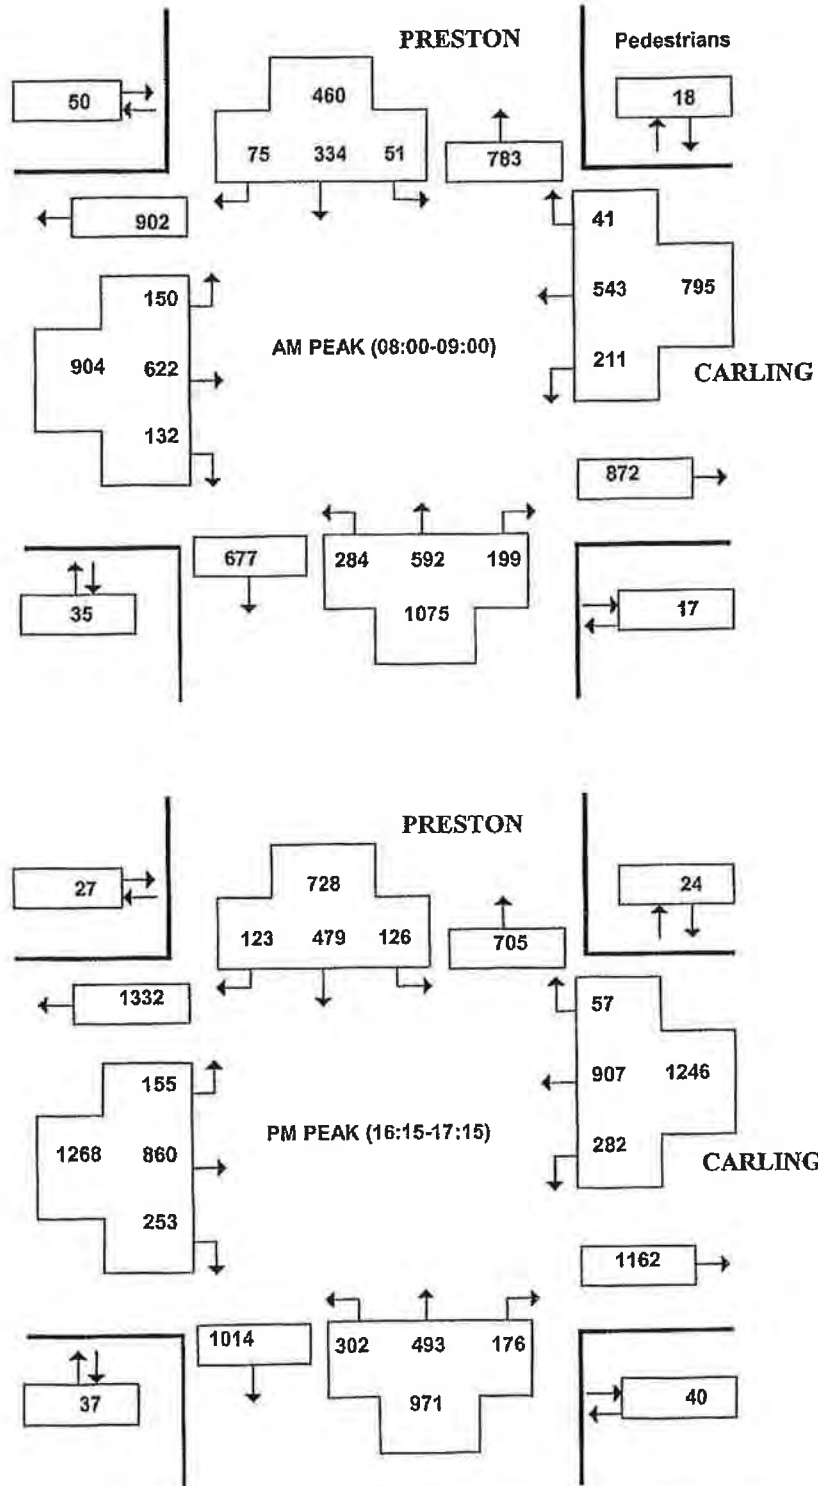 PRESTON
Pedestrians
50
460
18
75 334 51
783
902
41
150
543 795
AM PEAK (08:00-09:00)
904 622
211
CARLING
132
872
677
284 592 199
35
1075
17
PRESTON
27
728
24
123 479 126
705
1332
57
155
907 1246
PM PEAK (16:15-17:15)
1268 860
282
CARLING
253
1162
1014
302 493 176
37
971
40